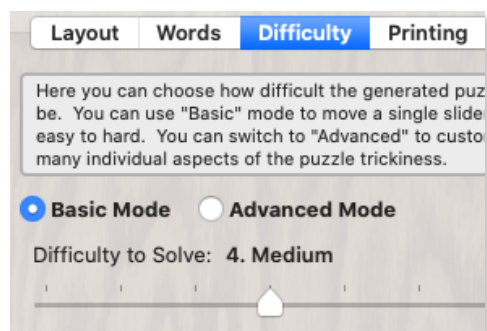 Layout Words Difficulty Printing
Here you can choose how difficult the generated puz
be. You can use "Basic" mode to move a single slide
easy to hard. You can switch to "Advanced" to custo
many individual aspects of the puzzle trickiness.
Basic Mode Advanced Mode
Difficulty to Solve: 4. Medium